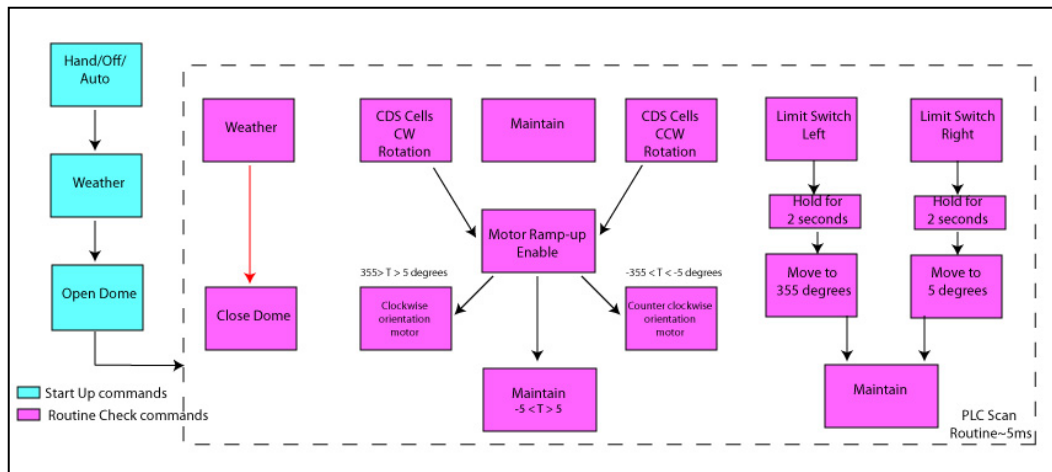 Hand/Off/
Auto
Weather
Open Dome
Start Up commands
Routine Check commands
Weather
Close Dome
CDS Cells
CW
Rotation
Maintain
CDS Cells
CCW
Rotation
Motor Ramp-up
Enable
355> T > 5 degrees
-355 < T < -5 degrees
Clockwise
orientation
motor
Counter clockwise
orientation
motor
Maintain
-5 < T > 5
Limit Switch
Left
Limit Switch
Right
Hold for
2 seconds
Hold for
2 seconds
Move to
355 degrees
Move to
5 degrees
Maintain
PLC Scan
Routine~5ms